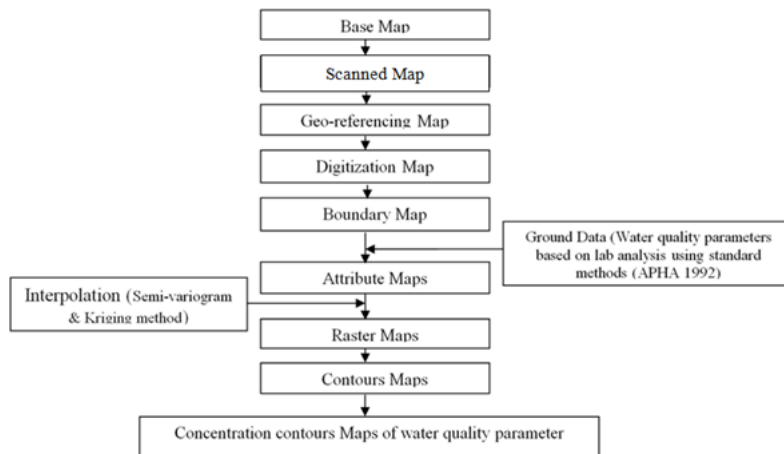 Base Map
Scanned Map
Geo-referencing Map
Digitization Map
Boundary Map
Ground Data (Water quality parameters
based on lab analysis using standard
methods (APHA 1992)
Attribute Maps
Interpolation (Semi-variogram
& Kriging method)
Raster Maps
Contours Maps
Concentration contours Maps of water quality parameter